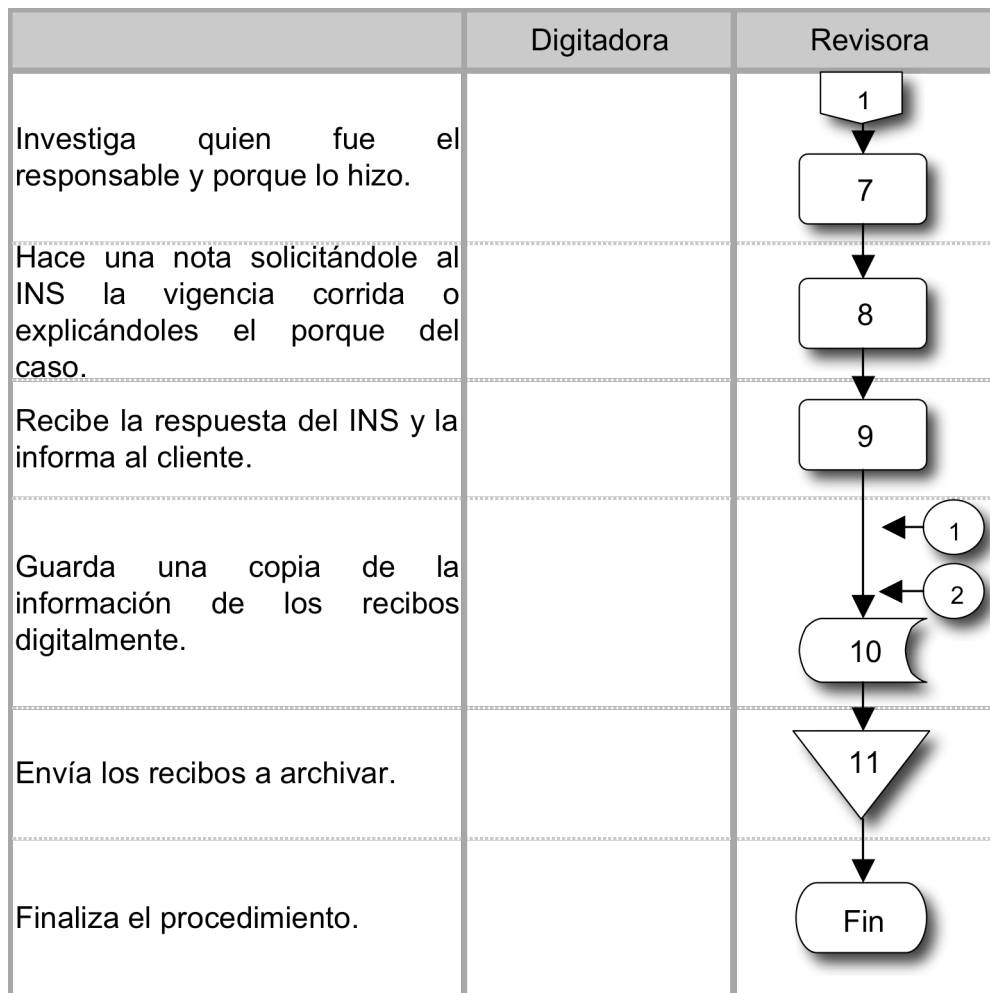 Digitadora Revisora
1
Investiga quien fue el
responsable y porque lo hizo.
7
Hace una nota solicitándole al
INS la vigencia corrida o
explicándoles el porque del
caso.
8
Recibe la respuesta del INS y la
informa al cliente.
9
1
Guarda una copia de la
información de los recibos
digitalmente.
2
10
Envía los recibos a archivar.
11
Finaliza el procedimiento.
Fin